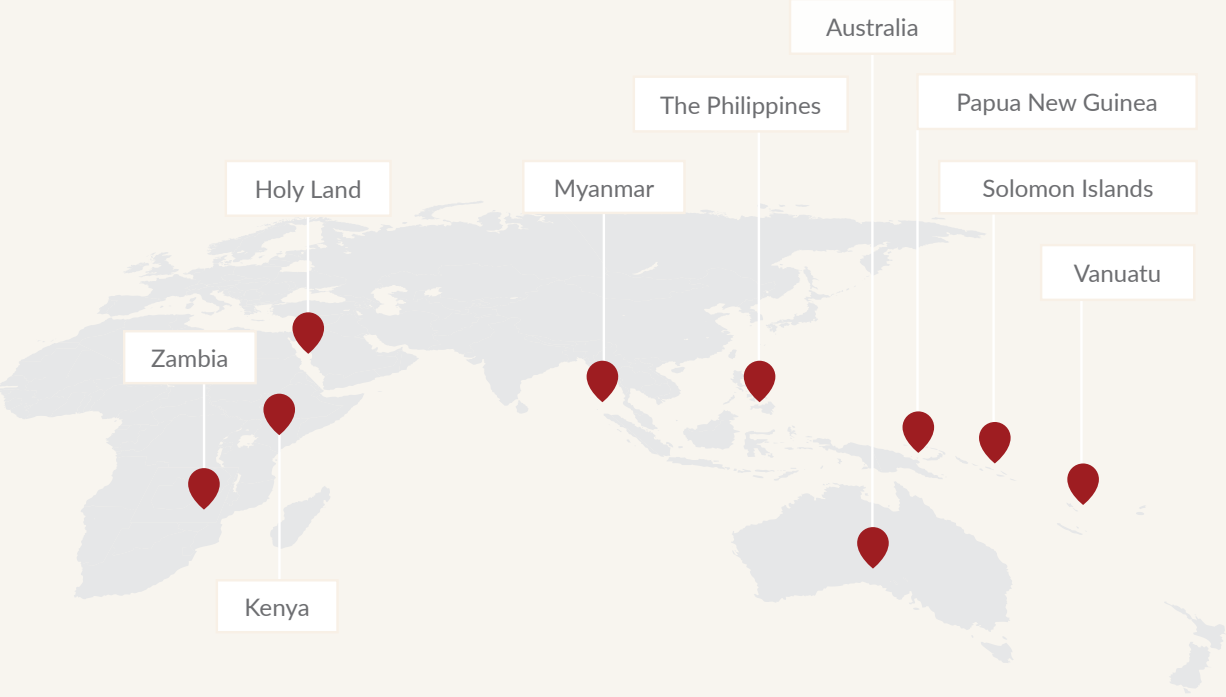 Australia
The Philippines
Papua New Guinea
Holy Land
Myanmar
Solomon Islands
Vanuatu
Zambia
Kenya